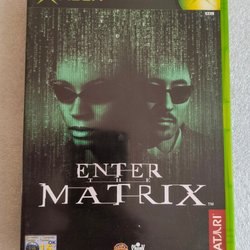 ENTER
THE
MATRIX
ATARI